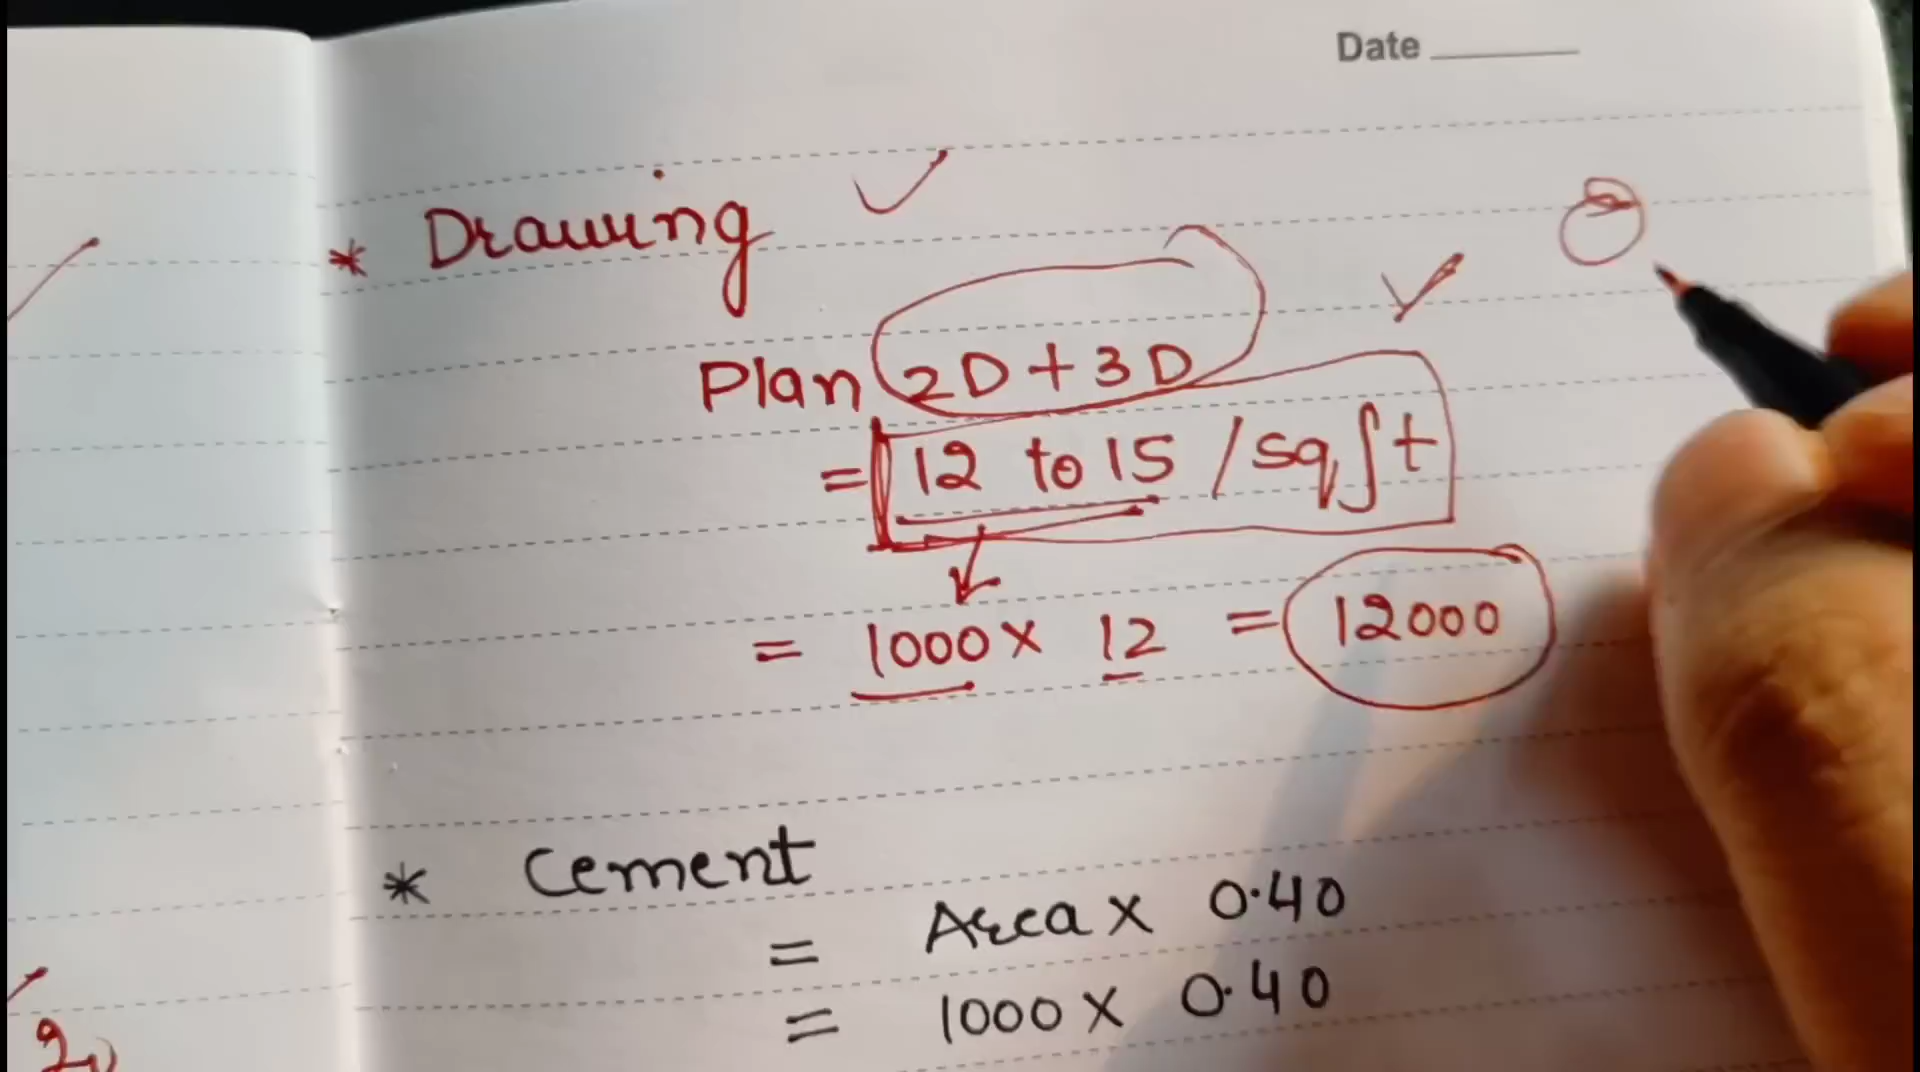 Date
* Drawing
Plan 2D + 3D
= 12 to 15 /sqft
= 1000 x 12 = 12000
* Cement
= Area x 0.40
= 1000 x 0.40